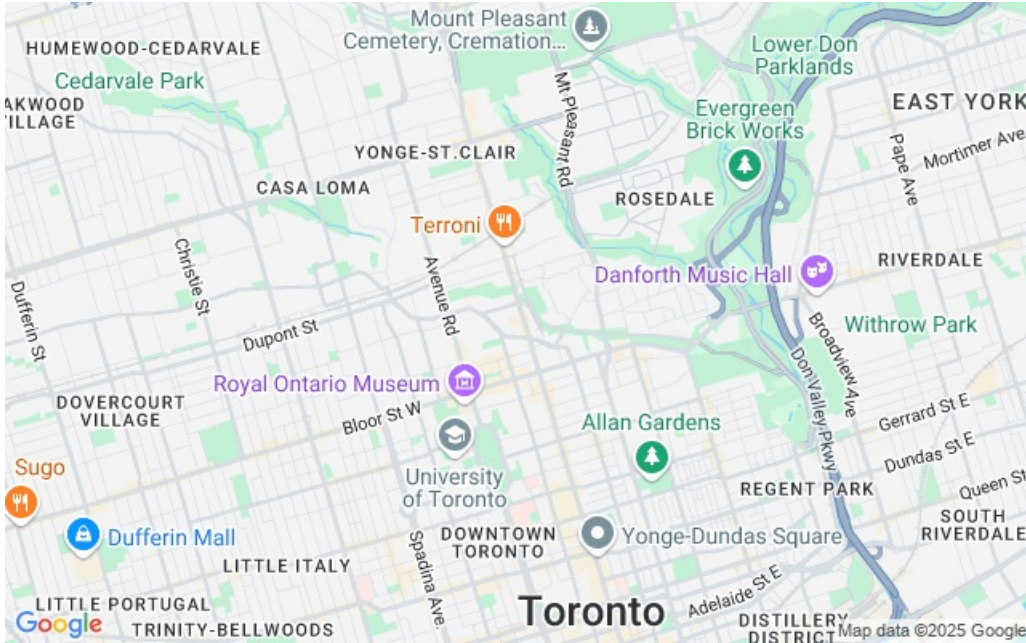 Mount Pleasant
Cemetery, Cremation...
HUMEWOOD-CEDARVALE
Cedarvale Park
Lower Don
Parklands
EAST YORK
OAKWOOD
VILLAGE
Mt Pleasant Rd
Evergreen
Brick Works
Pape Ave
Mortimer Ave
YONGE-ST.CLAIR
CASA LOMA
ROSEDALE
Terroni
Christie St
Avenue Rd
Danforth Music Hall
RIVERDALE
Dufferin St
Dupont St
Withrow Park
Broadview Ave
Don Valley Pkwy
Royal Ontario Museum
DOVERCOURT
VILLAGE
Bloor St W
Allan Gardens
Gerrard St E
Dundas St E
Sugo
University
of Toronto
REGENT PARK
Queen St
Dufferin Mall
DOWNTOWN
TORONTO
Yonge-Dundas Square
SOUTH
RIVERDALE
LITTLE ITALY
Spadina Ave.
Adelaide St E
LITTLE PORTUGAL
Google
TRINITY-BELLWOODS
Toronto
DISTILLERY
DISTRICT
Map data ©2025 Google